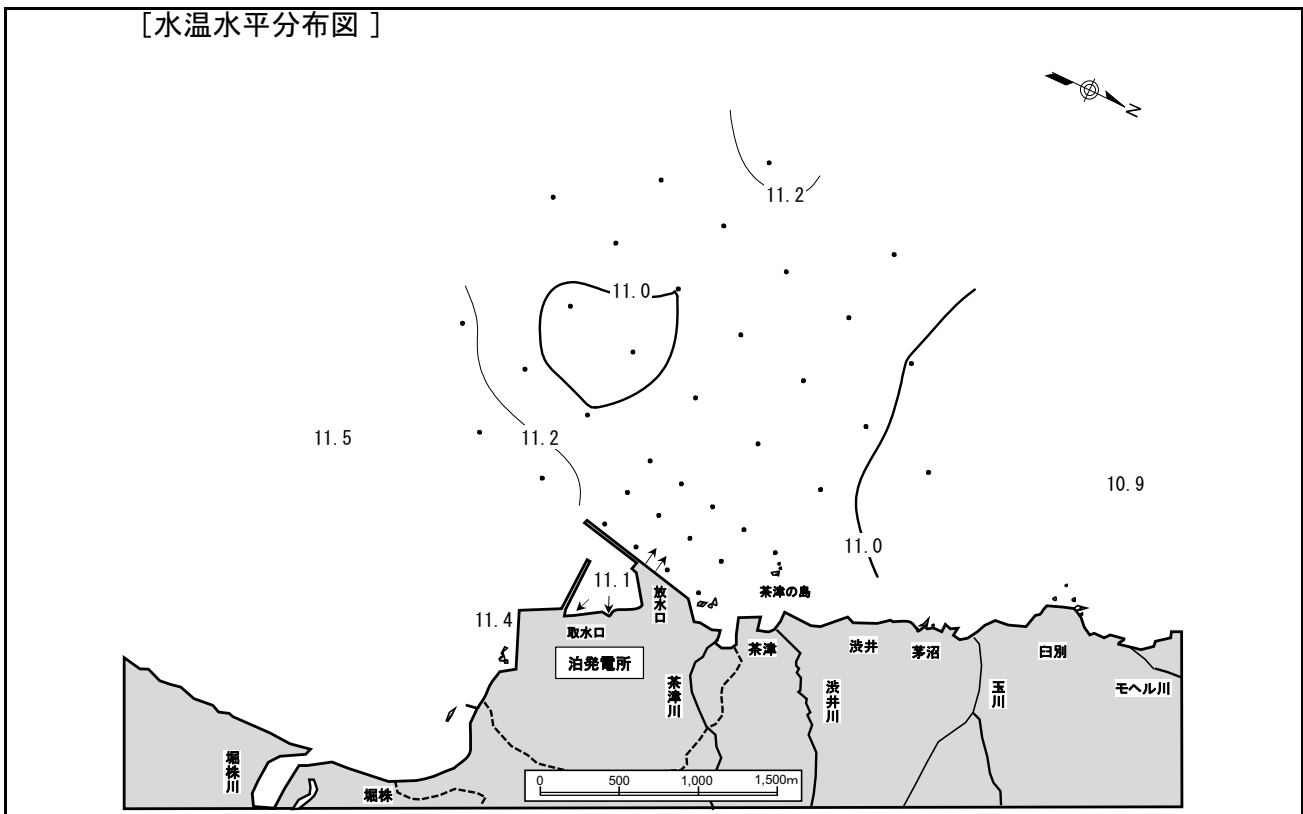 [水温水平分布図 ]
N
11.2
11.0
11.5
11.2
10.9
11.0
11.1
11.4
放水口
茶津の島
取水口
泊発電所
茶津川
茶津
渋井
茅沼
臼別
渋井川
玉川
モヘル川
堀株川
堀株
0 500 1,000 1,500m